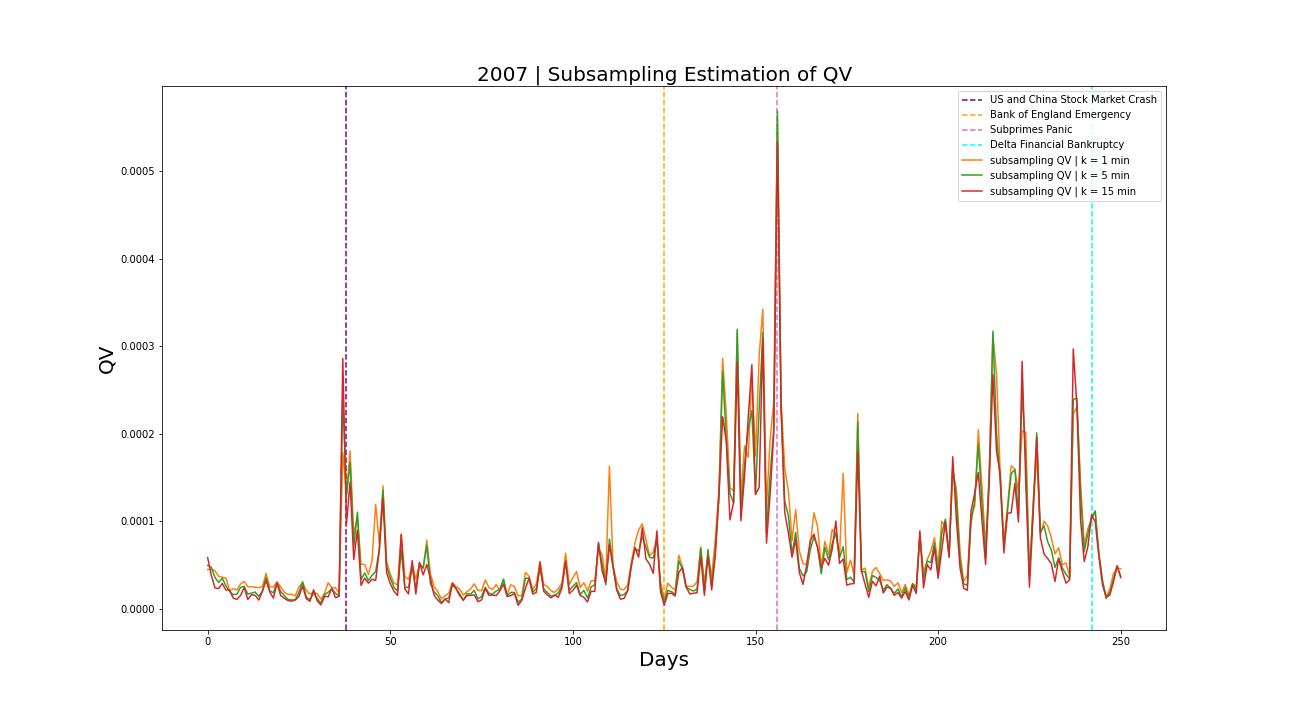 2007 | Subsampling Estimation of QV
US and China Stock Market Crash
Bank of England Emergency
Subprimes Panic
Delta Financial Bankruptcy
subsampling QV | k = 1 min
subsampling QV | k = 5 min
subsampling QV | k = 15 min
0.0005
0.0004
0.0003
0.0002
0.0001
0.0000
QV
0
50
100
150
200
250
Days